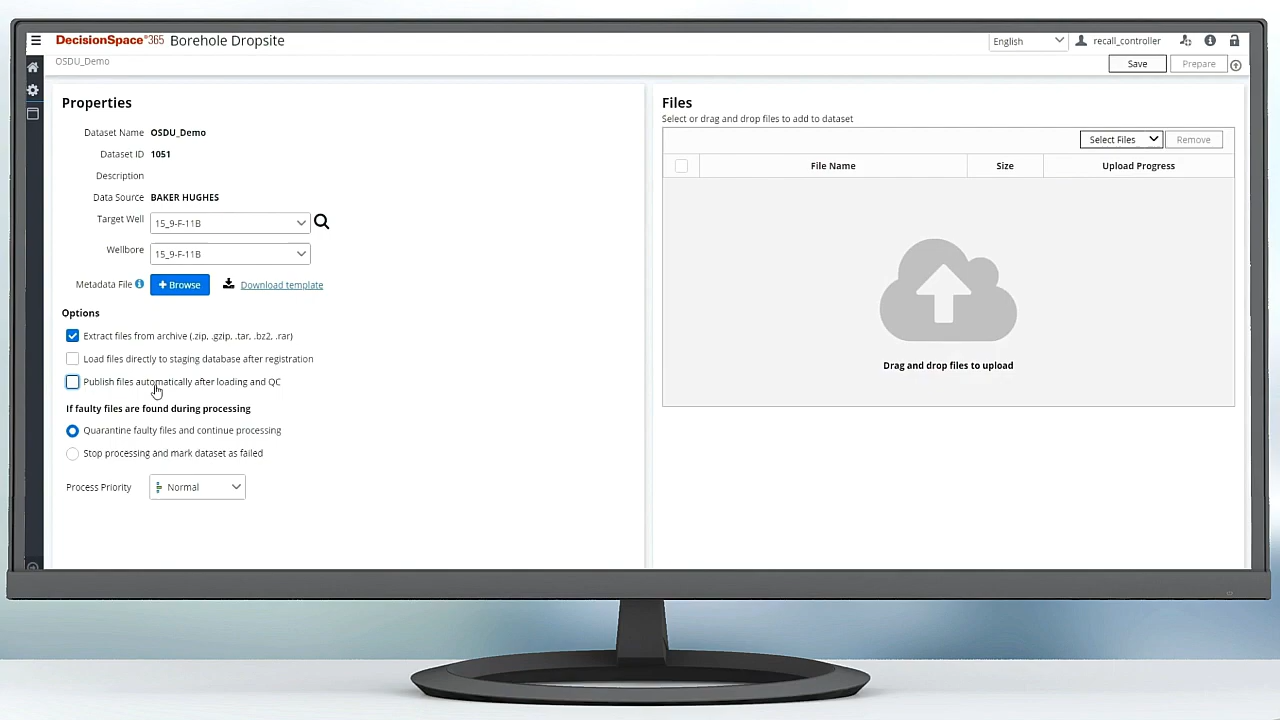 DecisionSpace®365 Borehole Dropsite
English
recall_controller
OSDU_Demo
Save
Prepare
Properties
Dataset Name OSDU_Demo
Dataset ID 1051
Description
Data Source BAKER HUGHES
Target Well 15_9-F-11B
Wellbore 15_9-F-11B
Metadata File + Browse Download template
Options
Extract files from archive (.zip, .gzip, .tar, .bz2, .rar)
Load files directly to staging database after registration
Publish files automatically after loading and QC
If faulty files are found during processing
Quarantine faulty files and continue processing
Stop processing and mark dataset as failed
Process Priority Normal
Files
Select or drag and drop files to add to dataset
Select Files Remove
File Name Size Upload Progress
Drag and drop files to upload